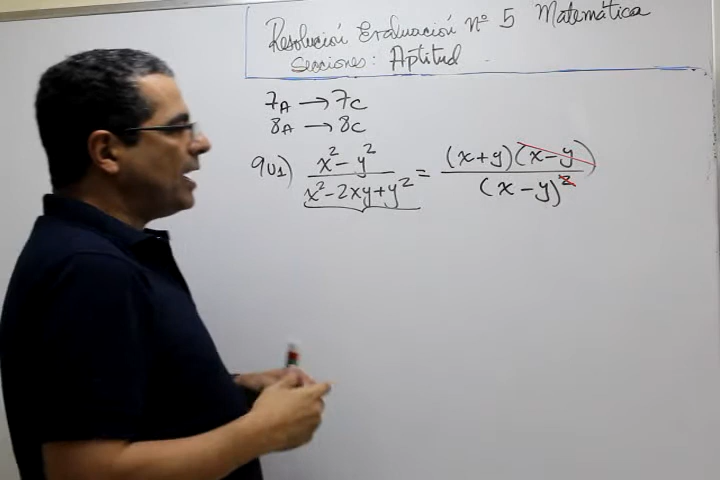 Resolución Evaluación Nº 5 Matemática
Secciones: Aptitud
7A → 7C
8A → 8C
9U1) x² - y² / x² - 2xy + y² = (x + y)(x - y) / (x - y)²